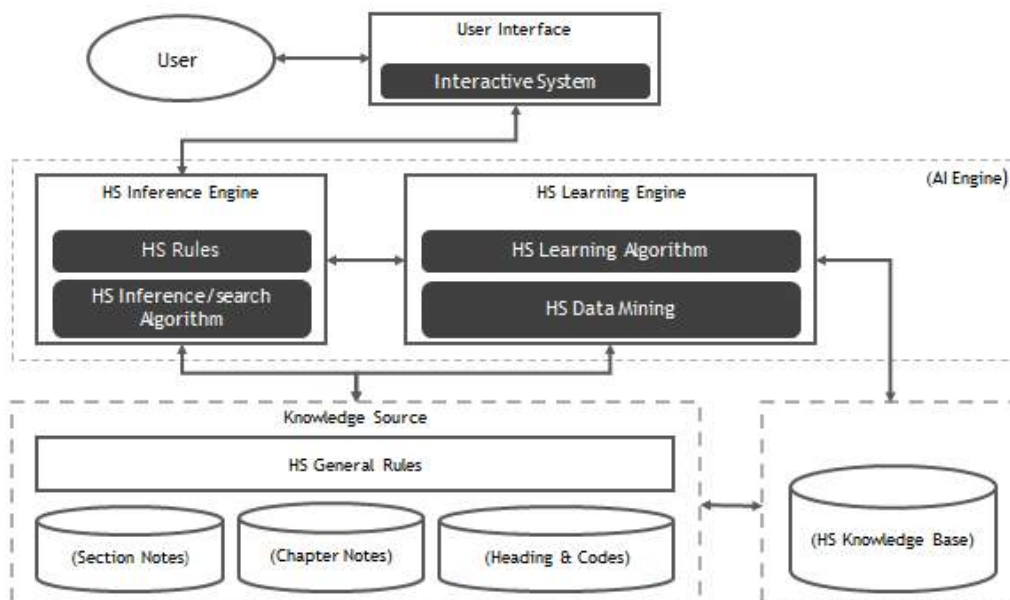 User Interface
User
Interactive System
(AI Engine)
HS Inference Engine
HS Learning Engine
HS Rules
HS Learning Algorithm
HS Inference/search
Algorithm
HS Data Mining
Knowledge Source
HS General Rules
(Section Notes)
(Chapter Notes)
(Heading & Codes)
(HS Knowledge Base)